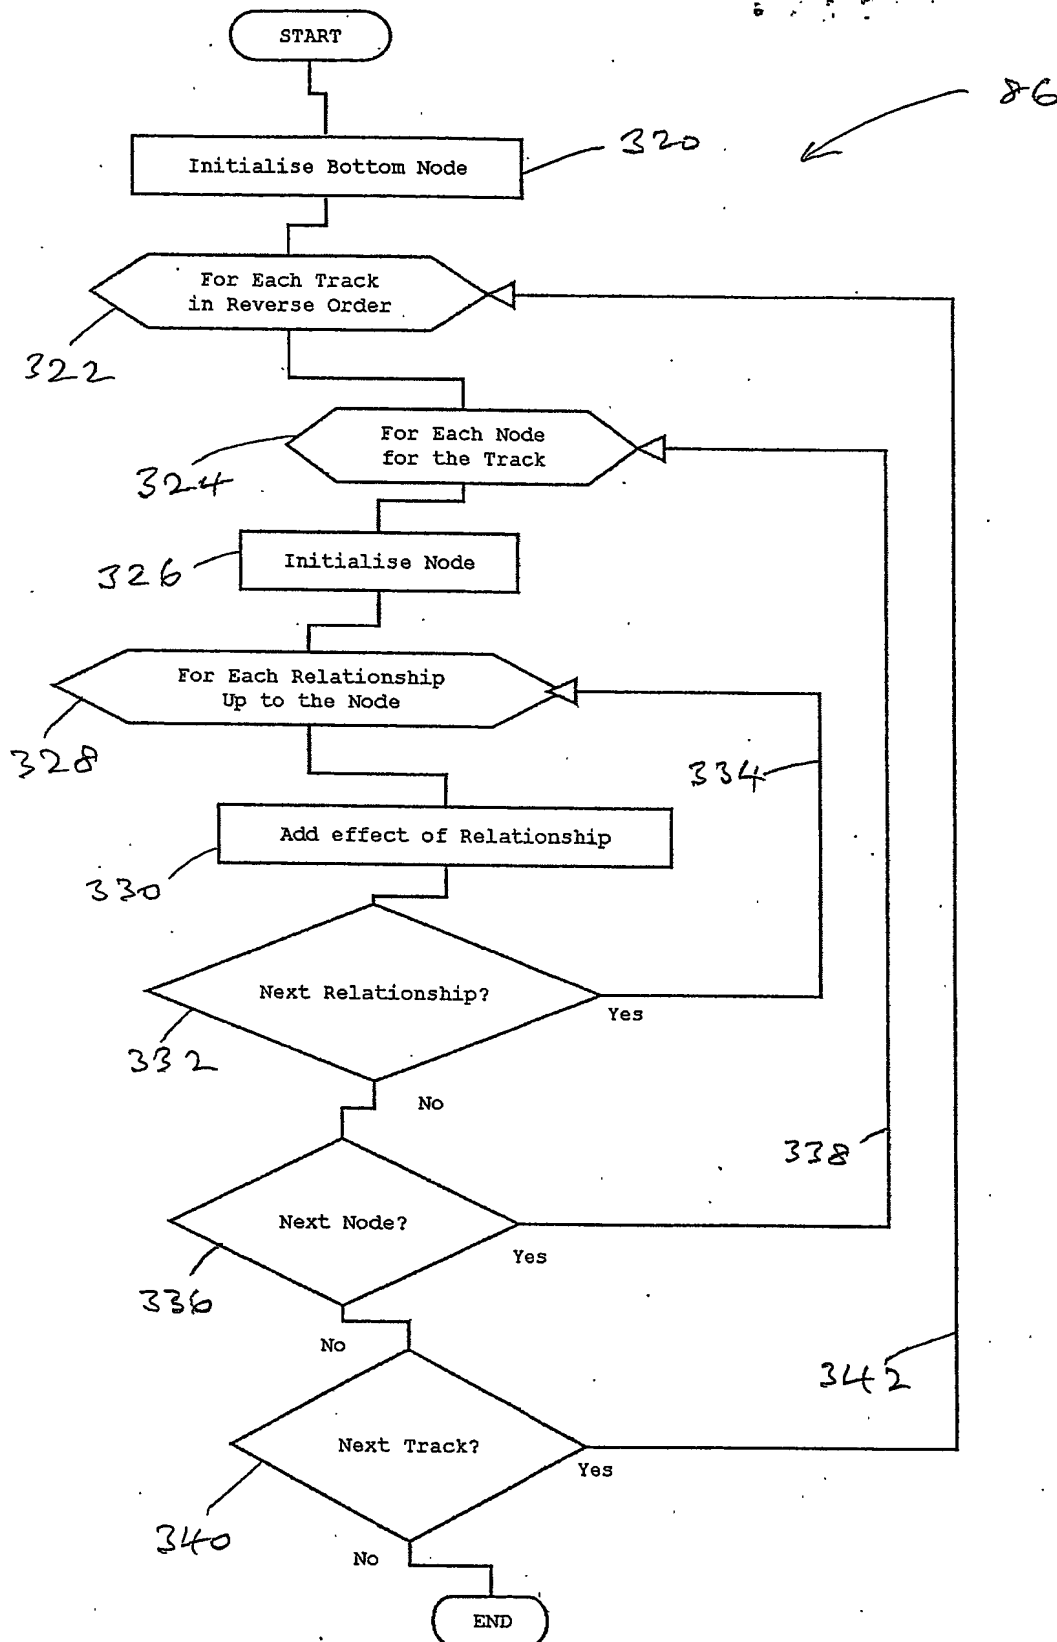 START
86
320
Initialise Bottom Node
For Each Track
in Reverse Order
322
For Each Node
for the Track
324
326
Initialise Node
For Each Relationship
Up to the Node
328
334
Add effect of Relationship
330
Next Relationship?
Yes
332
No
338
Next Node?
Yes
336
No
342
Next Track?
Yes
340
No
END